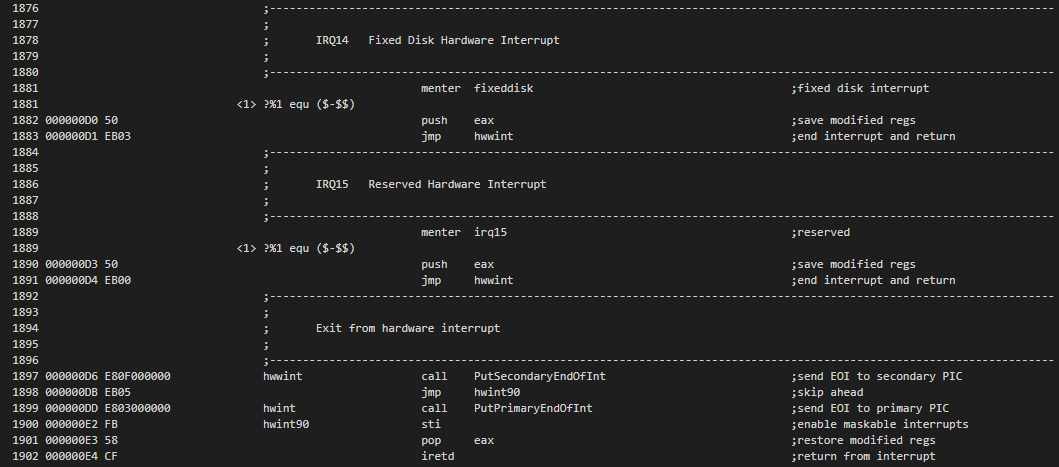 1876 ;------------------------------------------------------------------------------------------------------------------------
1877 ;
1878 ; IRQ14 Fixed Disk Hardware Interrupt
1879 ;
1880 ;------------------------------------------------------------------------------------------------------------------------
1881 menter fixeddisk ;fixed disk interrupt
1881 <1> ?%1 equ ($-$$)
1882 000000D0 50 push eax ;save modified regs
1883 000000D1 EB03 jmp hwwint ;end interrupt and return
1884 ;------------------------------------------------------------------------------------------------------------------------
1885 ;
1886 ; IRQ15 Reserved Hardware Interrupt
1887 ;
1888 ;------------------------------------------------------------------------------------------------------------------------
1889 menter irq15 ;reserved
1889 <1> ?%1 equ ($-$$)
1890 000000D3 50 push eax ;save modified regs
1891 000000D4 EB00 jmp hwwint ;end interrupt and return
1892 ;------------------------------------------------------------------------------------------------------------------------
1893 ;
1894 ; Exit from hardware interrupt
1895 ;
1896 ;------------------------------------------------------------------------------------------------------------------------
1897 000000D6 E80F000000 hwwint call PutSecondaryEndOfInt ;send EOI to secondary PIC
1898 000000DB EB05 jmp hwint90 ;skip ahead
1899 000000DD E803000000 hwint call PutPrimaryEndOfInt ;send EOI to primary PIC
1900 000000E2 FB hwint90 sti ;enable maskable interrupts
1901 000000E3 58 pop eax ;restore modified regs
1902 000000E4 CF iretd ;return from interrupt